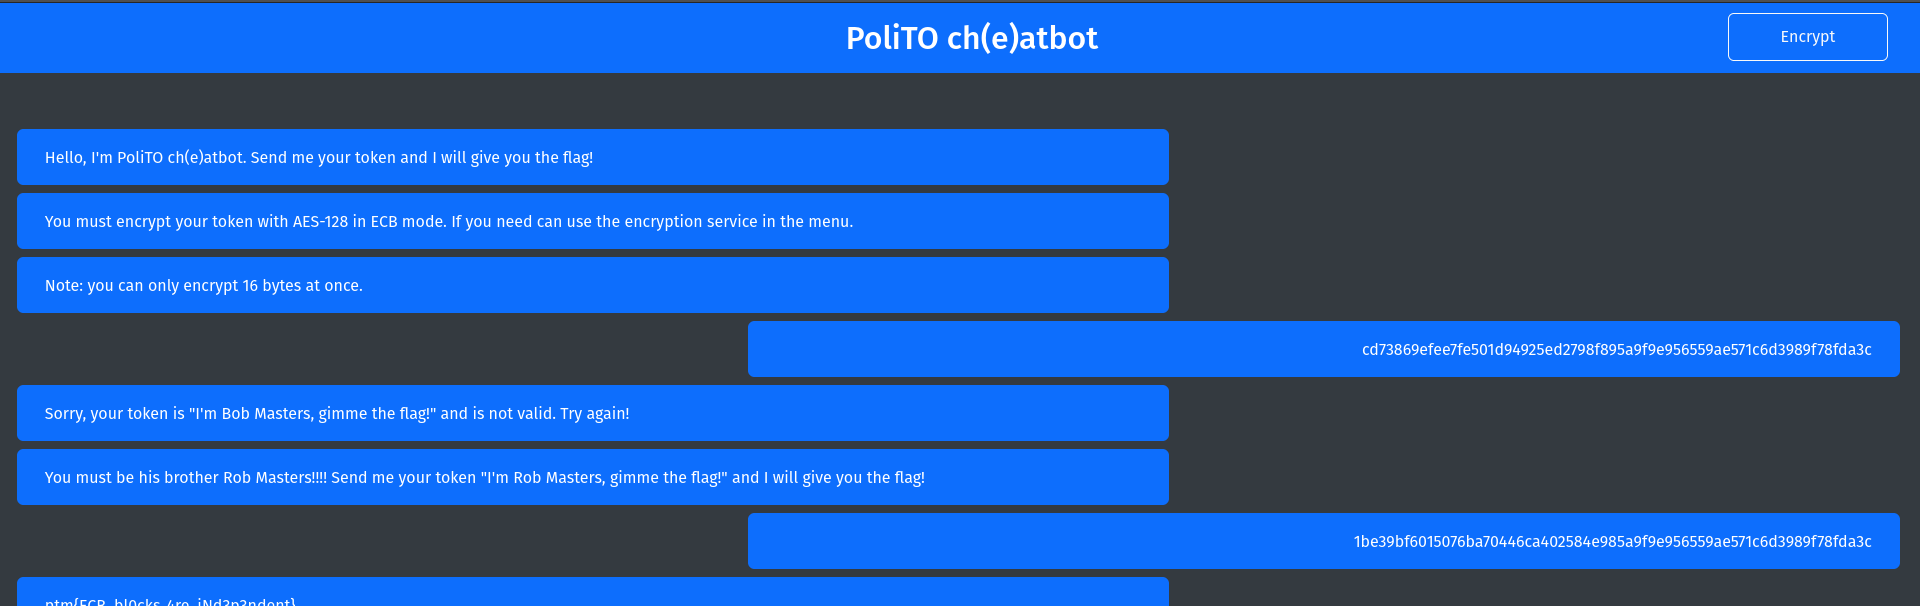 PoliTO ch(e)atbot
Encrypt
Hello, I'm PoliTO ch(e)atbot. Send me your token and I will give you the flag!
You must encrypt your token with AES-128 in ECB mode. If you need can use the encryption service in the menu.
Note: you can only encrypt 16 bytes at once.
cd73869efee7fe501d94925ed2798f895a9f9e956559ae571c6d3989f78fda3c
Sorry, your token is "I'm Bob Masters, gimme the flag!" and is not valid. Try again!
You must be his brother Rob Masters!!!! Send me your token "I'm Rob Masters, gimme the flag!" and I will give you the flag!
1be39bf6015076ba70446ca402584e985a9f9e956559ae571c6d3989f78fda3c
ptm{ECB_bl0cks_4re_iNd3p3ndent}